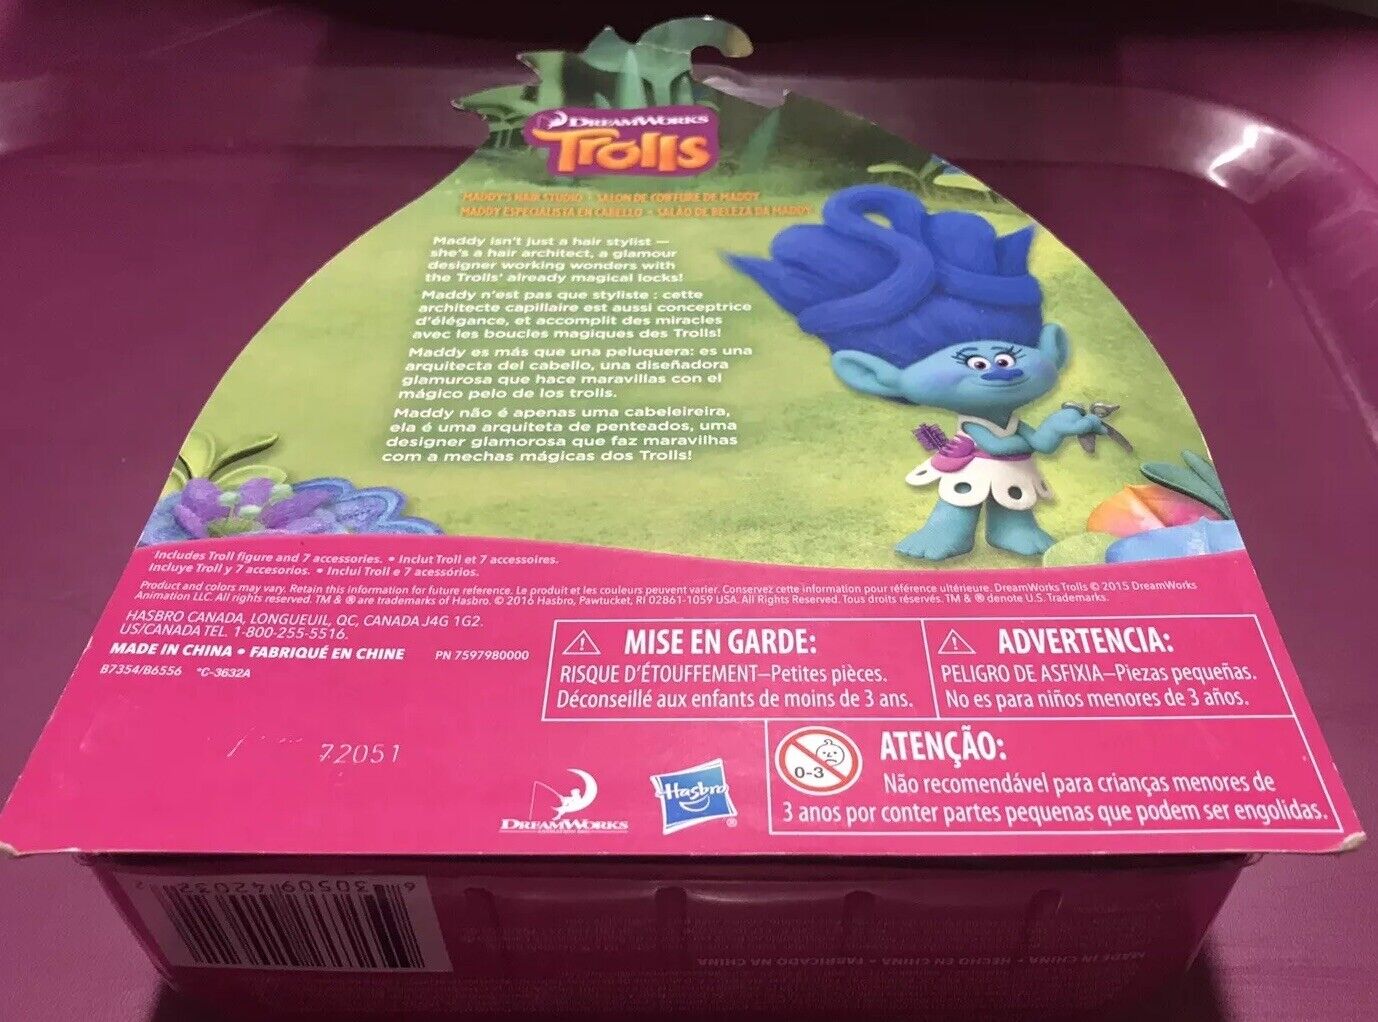 DREAMWORKS
Trolls
MADDY'S HAIR STUDIO • SALON DE COIFFURE DE MADDY
MADDY ESPECIALISTA EN CABELLO • SALÃO DE BELEZA DA MADDY
Maddy isn't just a hair stylist —
she's a hair architect, a glamour
designer working wonders with
the Trolls' already magical locks!
Maddy n'est pas que styliste : cette
architecte capillaire est aussi conceptrice
d'élégance, et accomplit des miracles
avec les boucles magiques des Trolls!
Maddy es más que una peluquera: es una
arquitecta del cabello, una diseñadora
glamurosa que hace maravillas con el
mágico pelo de los trolls.
Maddy não é apenas uma cabeleireira,
ela é uma arquiteta de penteados, uma
designer glamorosa que faz maravilhas
com a mechas mágicas dos Trolls!
Includes Troll figure and 7 accessories. • Inclut Troll et 7 accessoires.
Incluye Troll y 7 accesorios. • Inclui Troll e 7 acessórios.
Product and colors may vary. Retain this information for future reference. Le produit et les couleurs peuvent varier. Conservez cette information pour référence ultérieure. DreamWorks Trolls © 2015 DreamWorks
Animation LLC. All rights reserved. TM & ® are trademarks of Hasbro. © 2016 Hasbro, Pawtucket, RI 02861-1059 USA. All Rights Reserved. Tous droits réservés. TM & ® denote U.S. Trademarks.
HASBRO CANADA, LONGUEUIL, QC, CANADA J4G 1G2.
US/CANADA TEL. 1-800-255-5516.
MADE IN CHINA • FABRIQUÉ EN CHINE
PN 7597980000
B7354/B6556 *C-3632A
72051
MISE EN GARDE:
RISQUE D'ÉTOUFFEMENT—Petites pièces.
Déconseillé aux enfants de moins de 3 ans.
ADVERTENCIA:
PELIGRO DE ASFIXIA—Piezas pequeñas.
No es para niños menores de 3 años.
0-3
ATENÇÃO:
Não recomendável para crianças menores de
3 anos por conter partes pequenas que podem ser engolidas.
DREAMWORKS
Hasbro
®
6 30509 42032 2
MADE IN CHINA • HECHO EN CHINA • FABRICADO NA CHINA